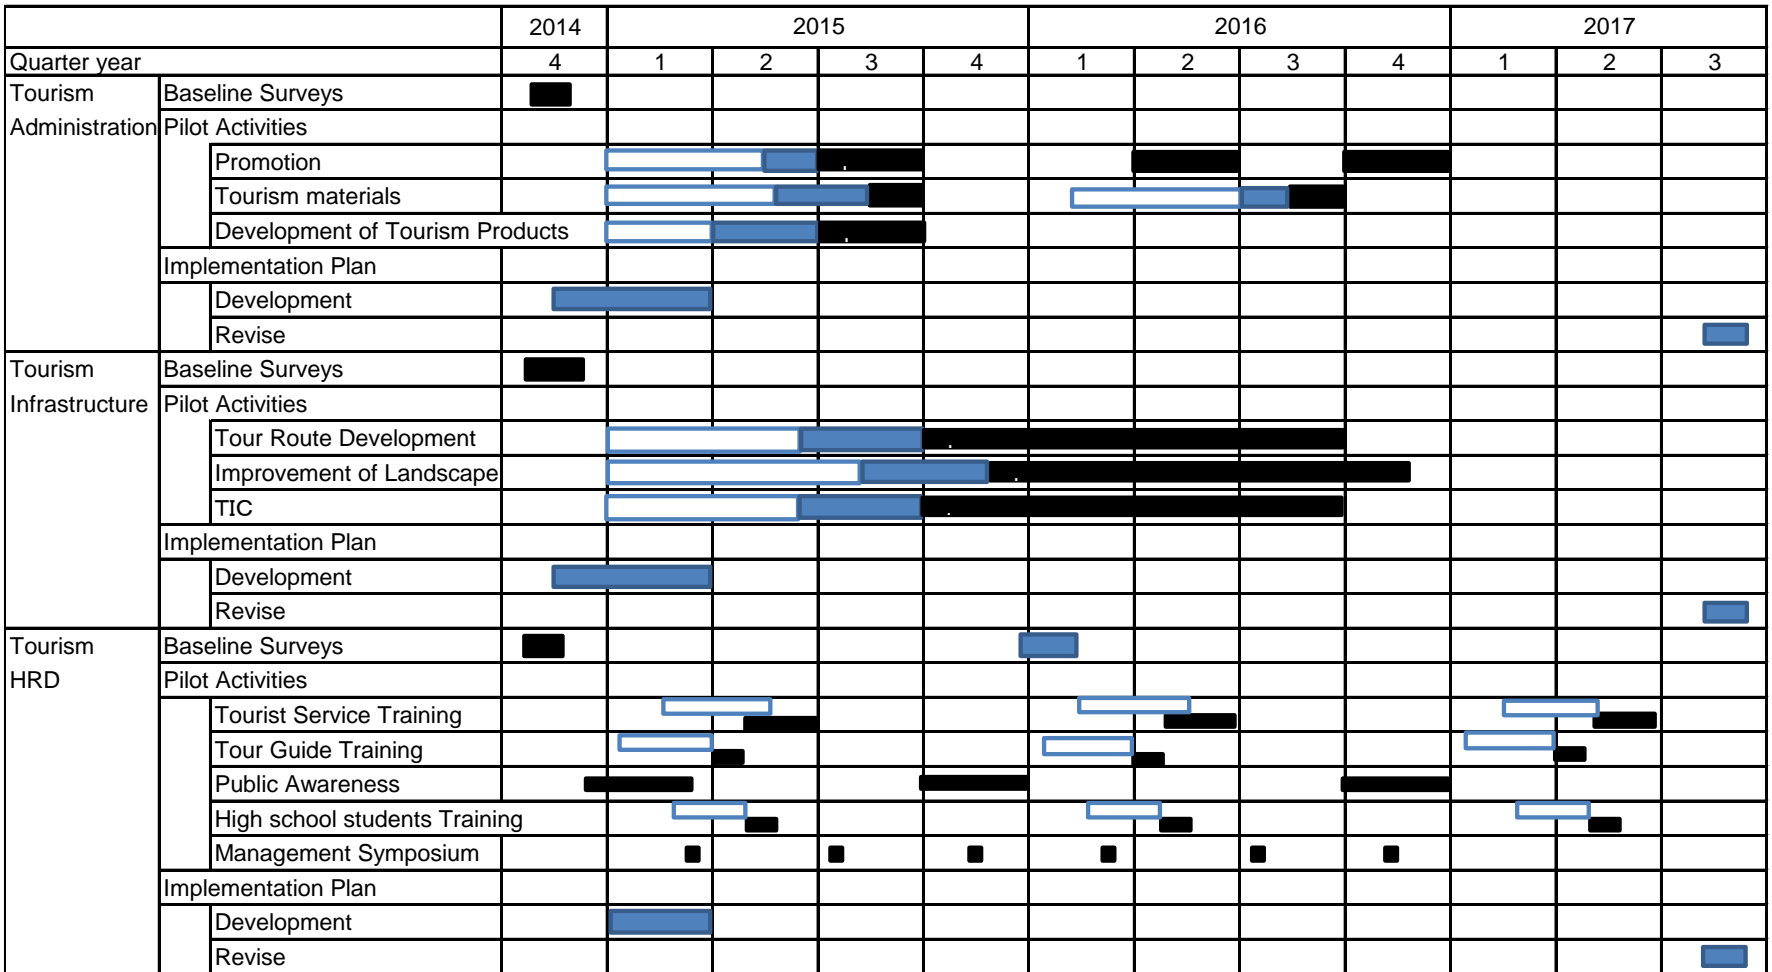 2014 2015 2016 2017
Quarter year 4 1 2 3 4 1 2 3 4 1 2 3
Tourism Baseline Surveys
Administration Pilot Activities
Promotion
Tourism materials
Development of Tourism Products
Implementation Plan
Development
Revise
Tourism Baseline Surveys
Infrastructure Pilot Activities
Tour Route Development
Improvement of Landscape
TIC
Implementation Plan
Development
Revise
Tourism Baseline Surveys
HRD Pilot Activities
Tourist Service Training
Tour Guide Training
Public Awareness
High school students Training
Management Symposium
Implementation Plan
Development
Revise